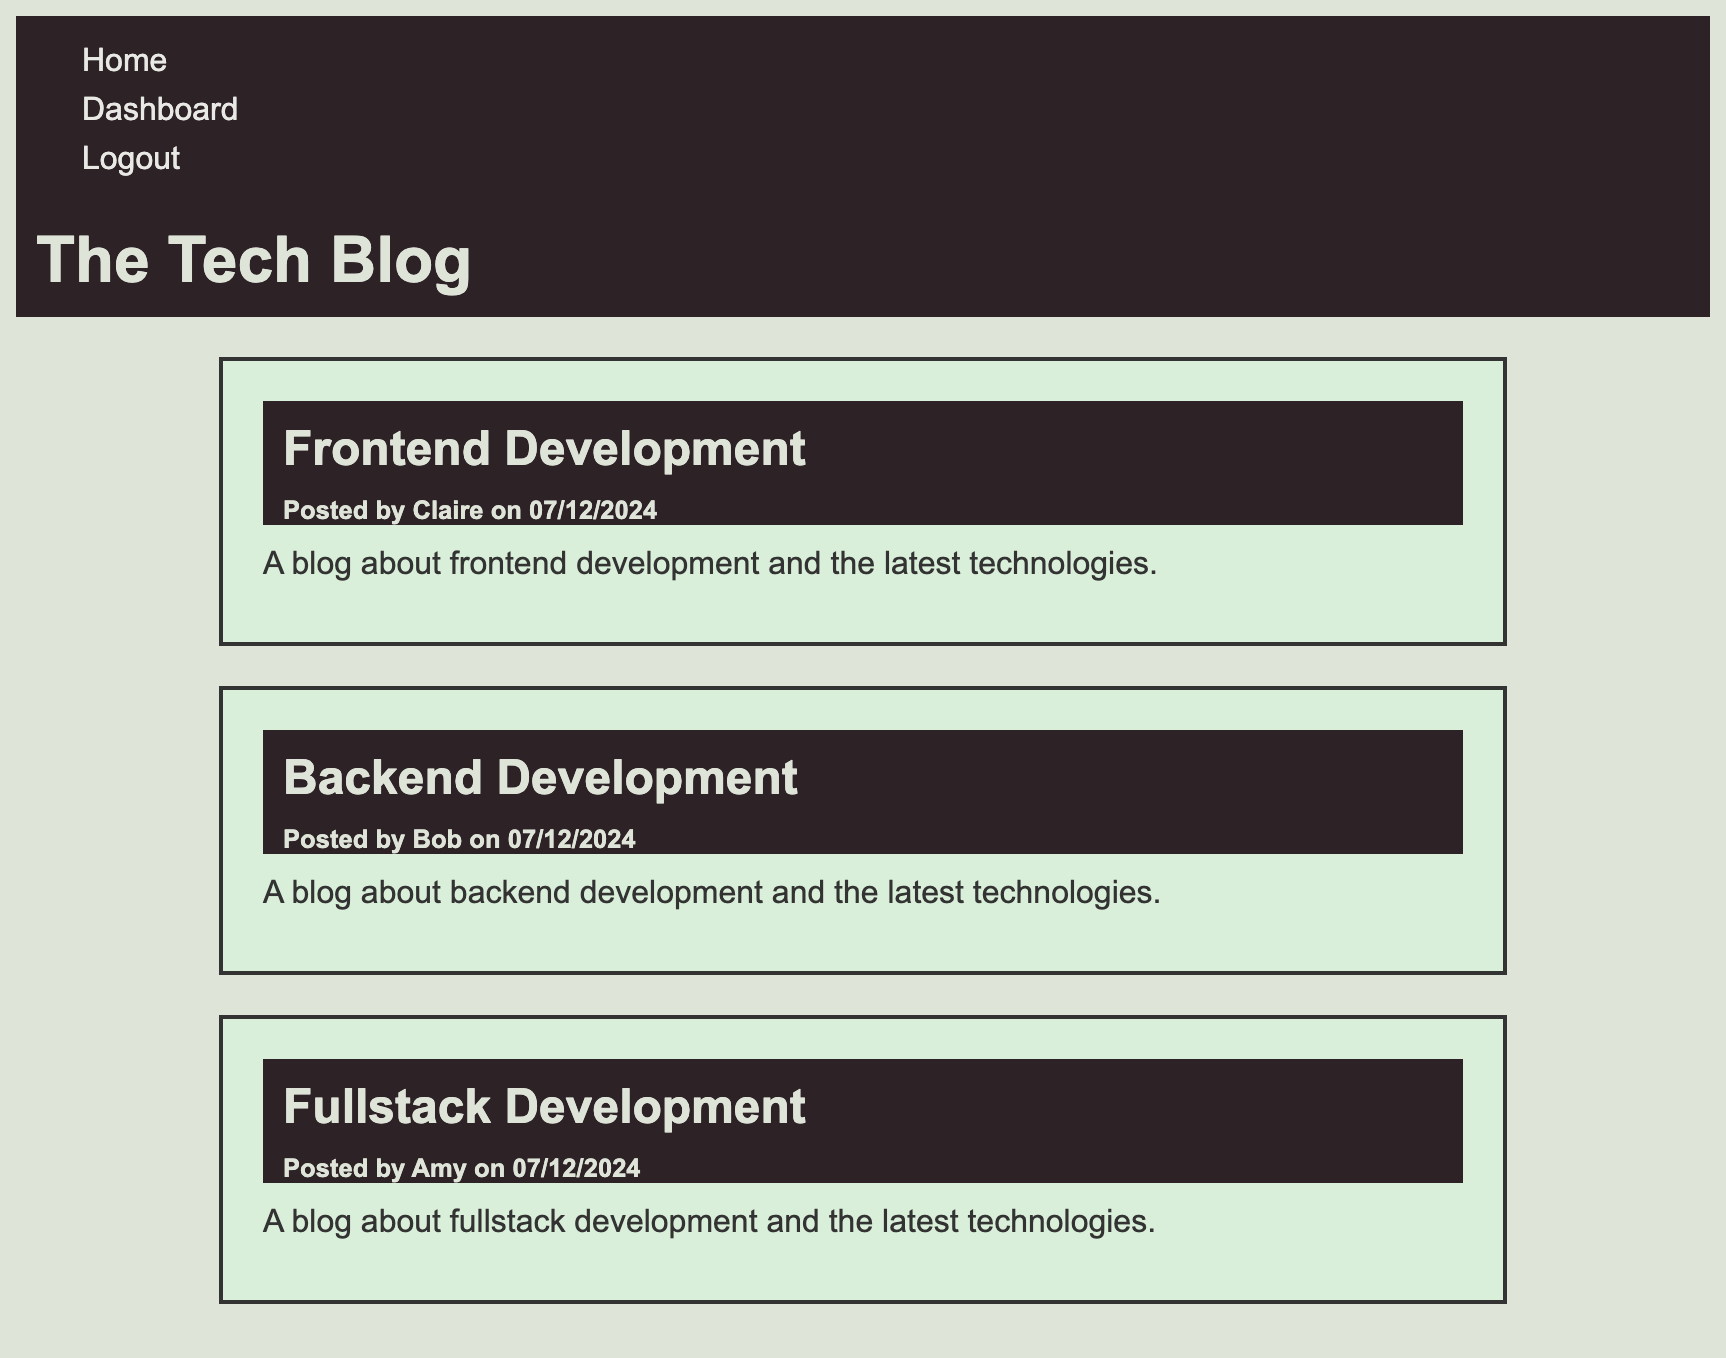 Home
Dashboard
Logout
The Tech Blog
Frontend Development
Posted by Claire on 07/12/2024
A blog about frontend development and the latest technologies.
Backend Development
Posted by Bob on 07/12/2024
A blog about backend development and the latest technologies.
Fullstack Development
Posted by Amy on 07/12/2024
A blog about fullstack development and the latest technologies.